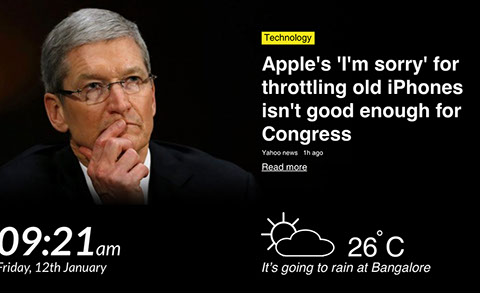 Technology
Apple's 'I'm sorry' for
throttling old iPhones
isn't good enough for
Congress
Yahoo news 1h ago
Read more
09:21am
Friday, 12th January
26°C
It's going to rain at Bangalore